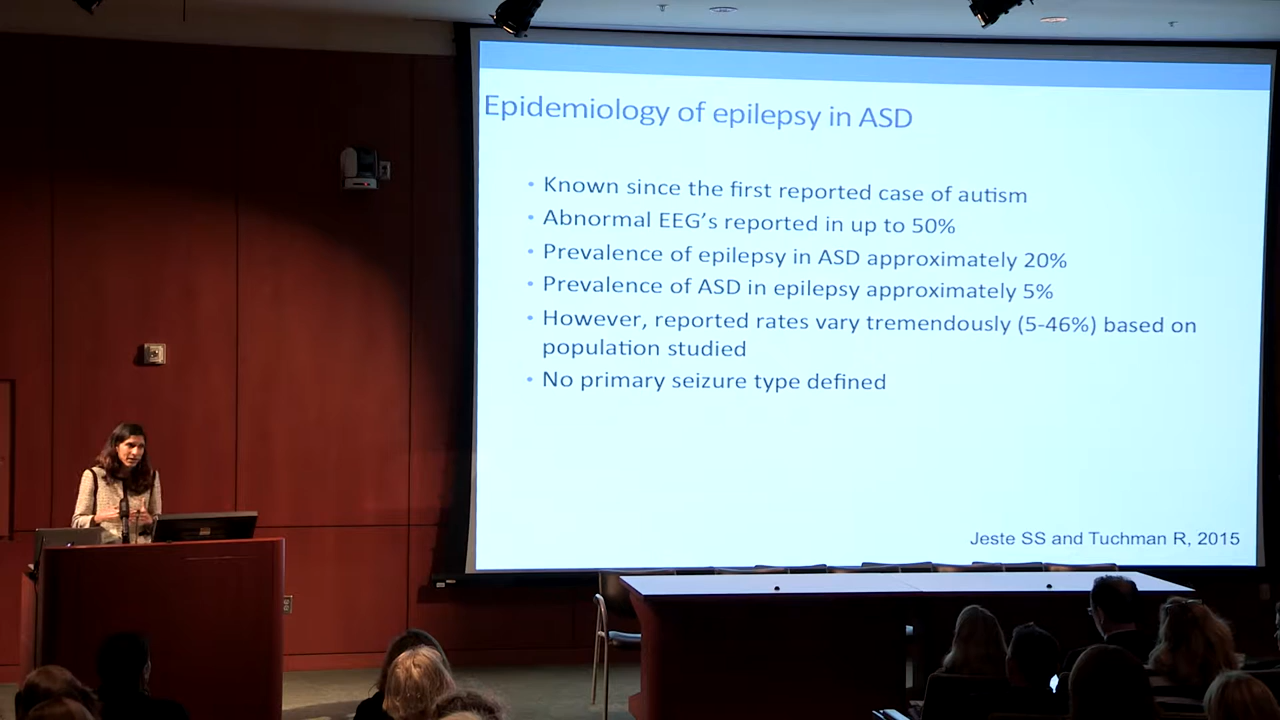 Epidemiology of epilepsy in ASD
• Known since the first reported case of autism
• Abnormal EEG's reported in up to 50%
• Prevalence of epilepsy in ASD approximately 20%
• Prevalence of ASD in epilepsy approximately 5%
• However, reported rates vary tremendously (5-46%) based on
population studied
• No primary seizure type defined
Jeste SS and Tuchman R, 2015